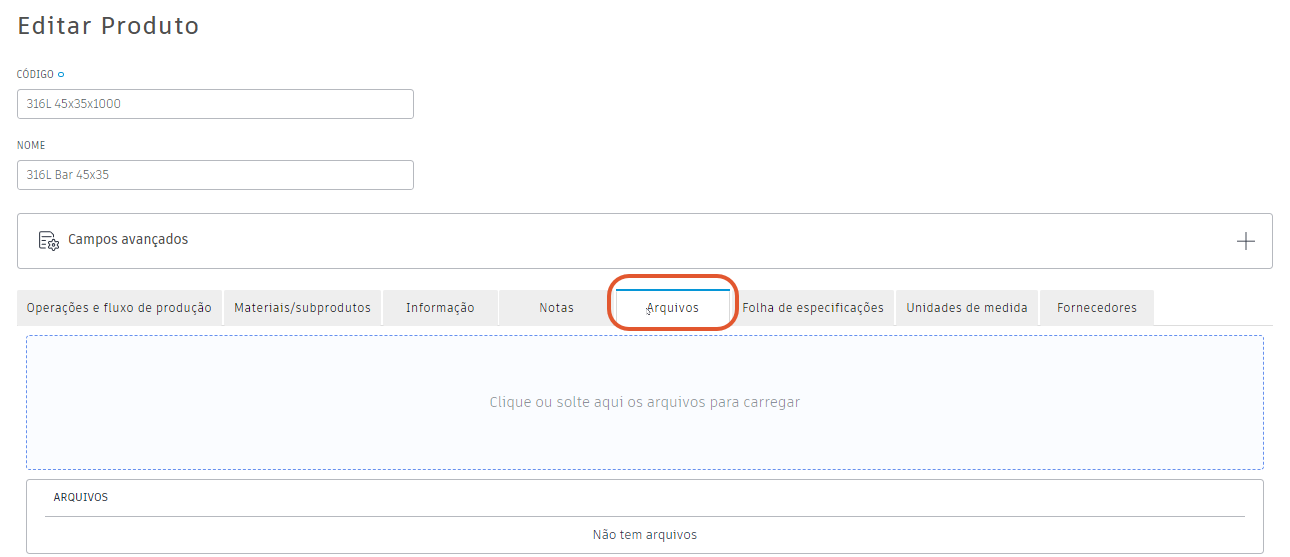 Editar Produto
CÓDIGO
316L 45x35x1000
NOME
316L Bar 45x35
Campos avançados
Operações e fluxo de produção Materiais/subprodutos Informação Notas Arquivos Folha de especificações Unidades de medida Fornecedores
Clique ou solte aqui os arquivos para carregar
ARQUIVOS
Não tem arquivos